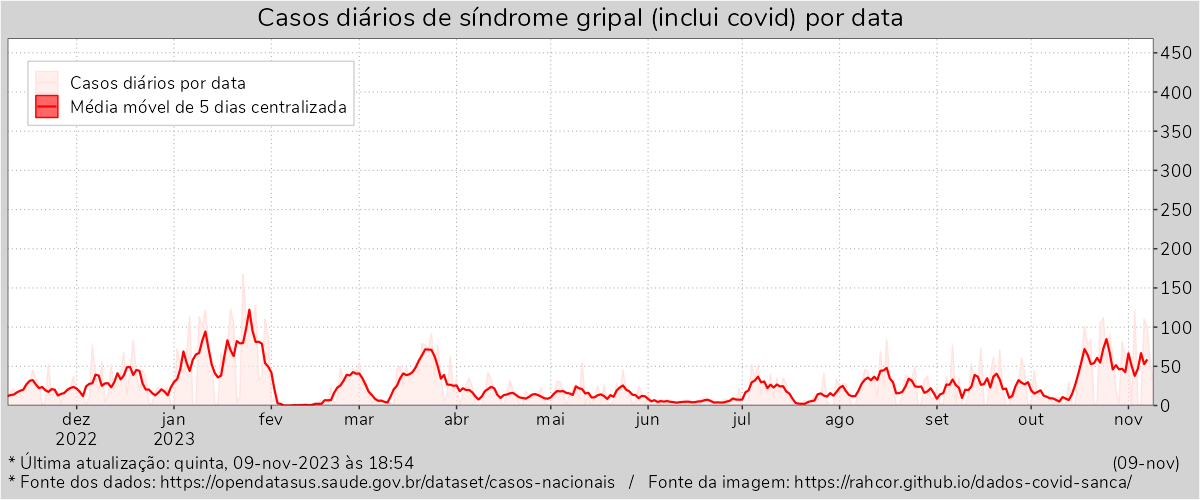 Casos diários de síndrome gripal (inclui covid) por data
Casos diários por data
Média móvel de 5 dias centralizada
450
400
350
300
250
200
150
100
50
0
dez jan fev mar abr mai jun jul ago set out nov
2022 2023
* Última atualização: quinta, 09-nov-2023 às 18:54 (09-nov)
* Fonte dos dados: https://opendatasus.saude.gov.br/dataset/casos-nacionais / Fonte da imagem: https://rahcor.github.io/dados-covid-sanca/